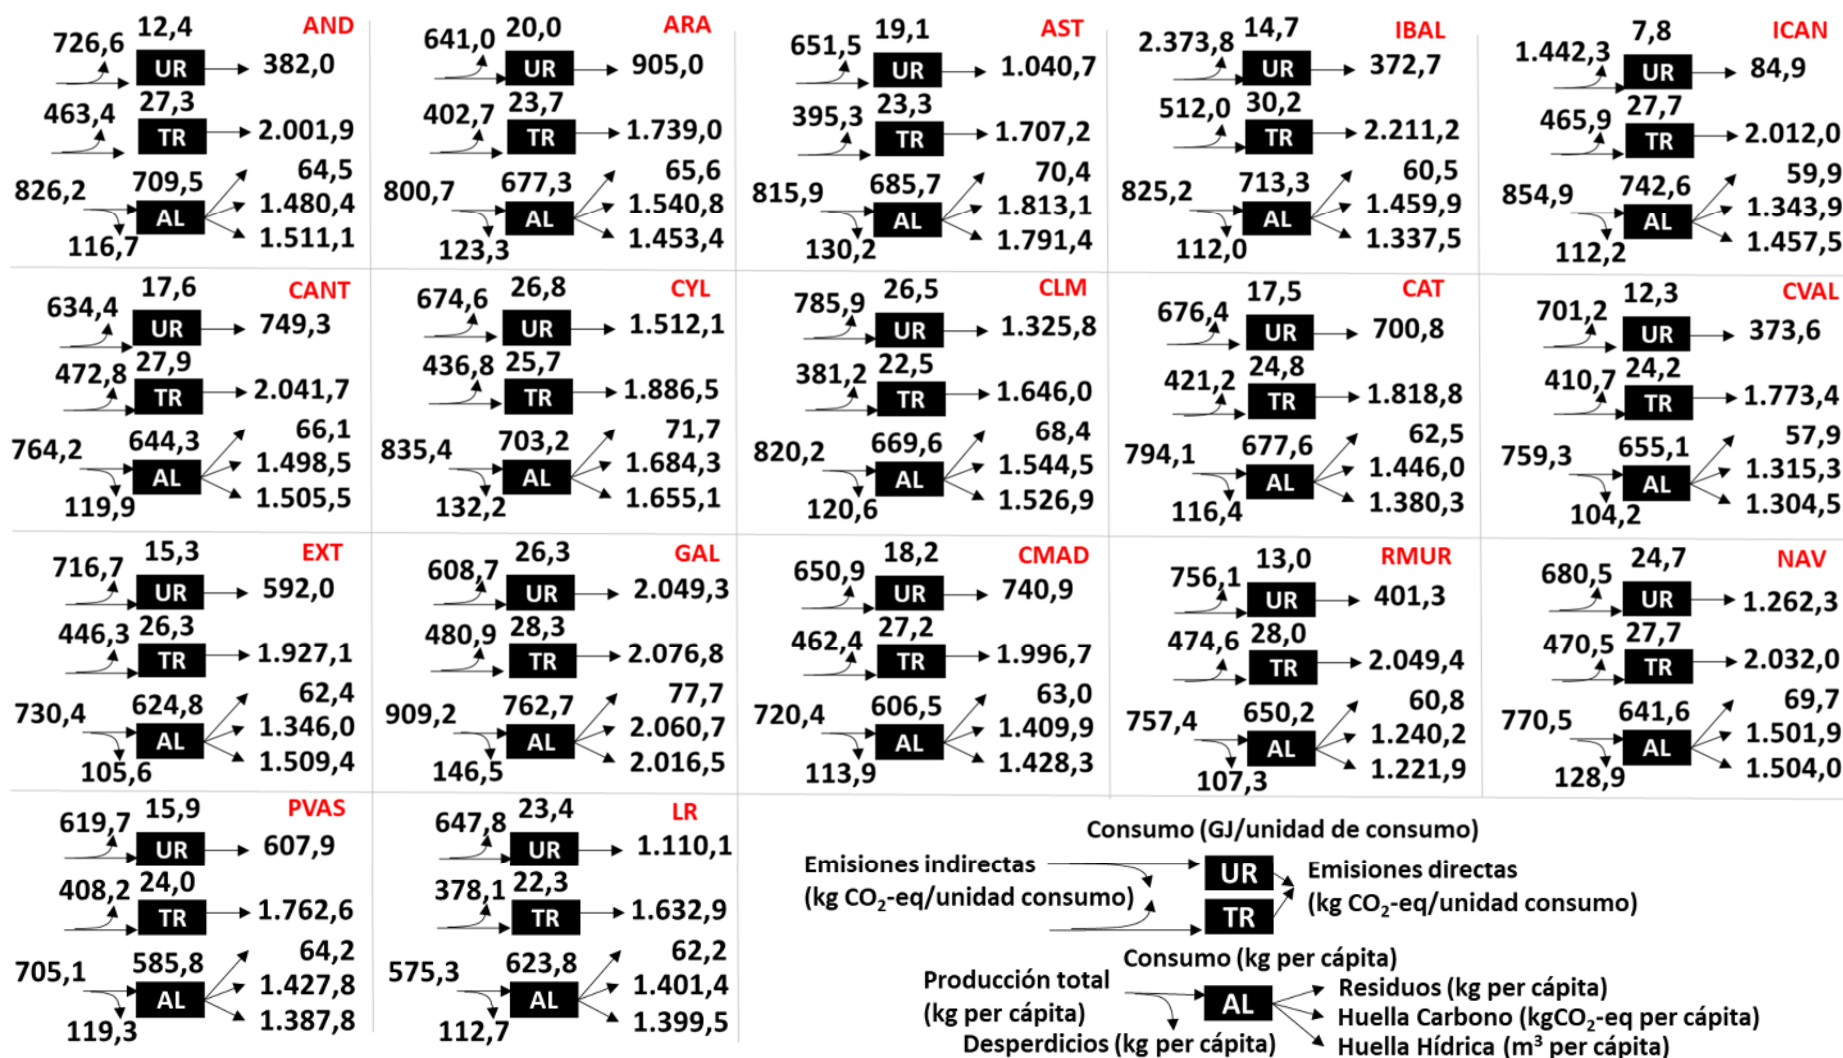 AND
12,4
726,6
UR
382,0
27,3
463,4
TR
2.001,9
826,2
709,5
AL
64,5
1.480,4
1.511,1
116,7
ARA
20,0
641,0
UR
905,0
23,7
402,7
TR
1.739,0
800,7
677,3
AL
65,6
1.540,8
1.453,4
123,3
AST
19,1
651,5
UR
1.040,7
23,3
395,3
TR
1.707,2
815,9
685,7
AL
70,4
1.813,1
1.791,4
130,2
IBAL
14,7
2.373,8
UR
372,7
30,2
512,0
TR
2.211,2
825,2
713,3
AL
60,5
1.459,9
1.337,5
112,0
ICAN
7,8
1.442,3
UR
84,9
27,7
465,9
TR
2.012,0
854,9
742,6
AL
59,9
1.343,9
1.457,5
112,2
CANT
17,6
634,4
UR
749,3
27,9
472,8
TR
2.041,7
764,2
644,3
AL
66,1
1.498,5
1.505,5
119,9
CYL
26,8
674,6
UR
1.512,1
25,7
436,8
TR
1.886,5
835,4
703,2
AL
71,7
1.684,3
1.655,1
132,2
CLM
26,5
785,9
UR
1.325,8
22,5
381,2
TR
1.646,0
820,2
669,6
AL
68,4
1.544,5
1.526,9
120,6
CAT
17,5
676,4
UR
700,8
24,8
421,2
TR
1.818,8
794,1
677,6
AL
62,5
1.446,0
1.380,3
116,4
CVAL
12,3
701,2
UR
373,6
24,2
410,7
TR
1.773,4
759,3
655,1
AL
57,9
1.315,3
1.304,5
104,2
EXT
15,3
716,7
UR
592,0
26,3
446,3
TR
1.927,1
730,4
624,8
AL
62,4
1.346,0
1.509,4
105,6
GAL
26,3
608,7
UR
2.049,3
28,3
480,9
TR
2.076,8
909,2
762,7
AL
77,7
2.060,7
2.016,5
146,5
CMAD
18,2
650,9
UR
740,9
27,2
462,4
TR
1.996,7
720,4
606,5
AL
63,0
1.409,9
1.428,3
113,9
RMUR
13,0
756,1
UR
401,3
28,0
474,6
TR
2.049,4
757,4
650,2
AL
60,8
1.240,2
1.221,9
107,3
NAV
24,7
680,5
UR
1.262,3
27,7
470,5
TR
2.032,0
770,5
641,6
AL
69,7
1.501,9
1.504,0
128,9
PVAS
15,9
619,7
UR
607,9
24,0
408,2
TR
1.762,6
705,1
585,8
AL
64,2
1.427,8
1.387,8
119,3
LR
23,4
647,8
UR
1.110,1
22,3
378,1
TR
1.632,9
575,3
623,8
AL
62,2
1.401,4
1.399,5
112,7
Consumo (GJ/unidad de consumo)
Emisiones indirectas
(kg CO₂-eq/unidad consumo)
UR
TR
Emisiones directas
(kg CO₂-eq/unidad consumo)
Consumo (kg per cápita)
Producción total
(kg per cápita)
AL
Desperdicios (kg per cápita)
Residuos (kg per cápita)
Huella Carbono (kgCO₂-eq per cápita)
Huella Hídrica (m³ per cápita)